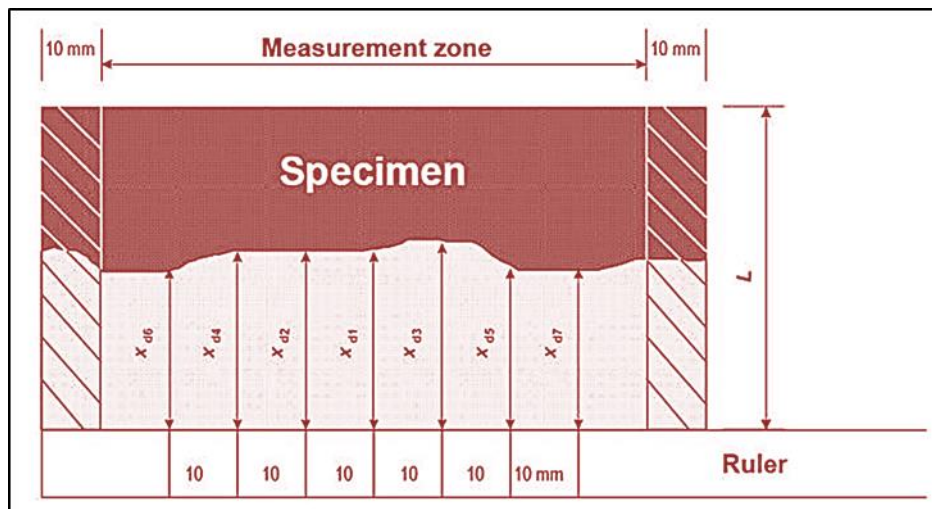 10 mm Measurement zone 10 mm
Specimen
L
x d6 x d4 x d2 x d1 x d3 x d5 x d7
10 10 10 10 10 10 mm Ruler